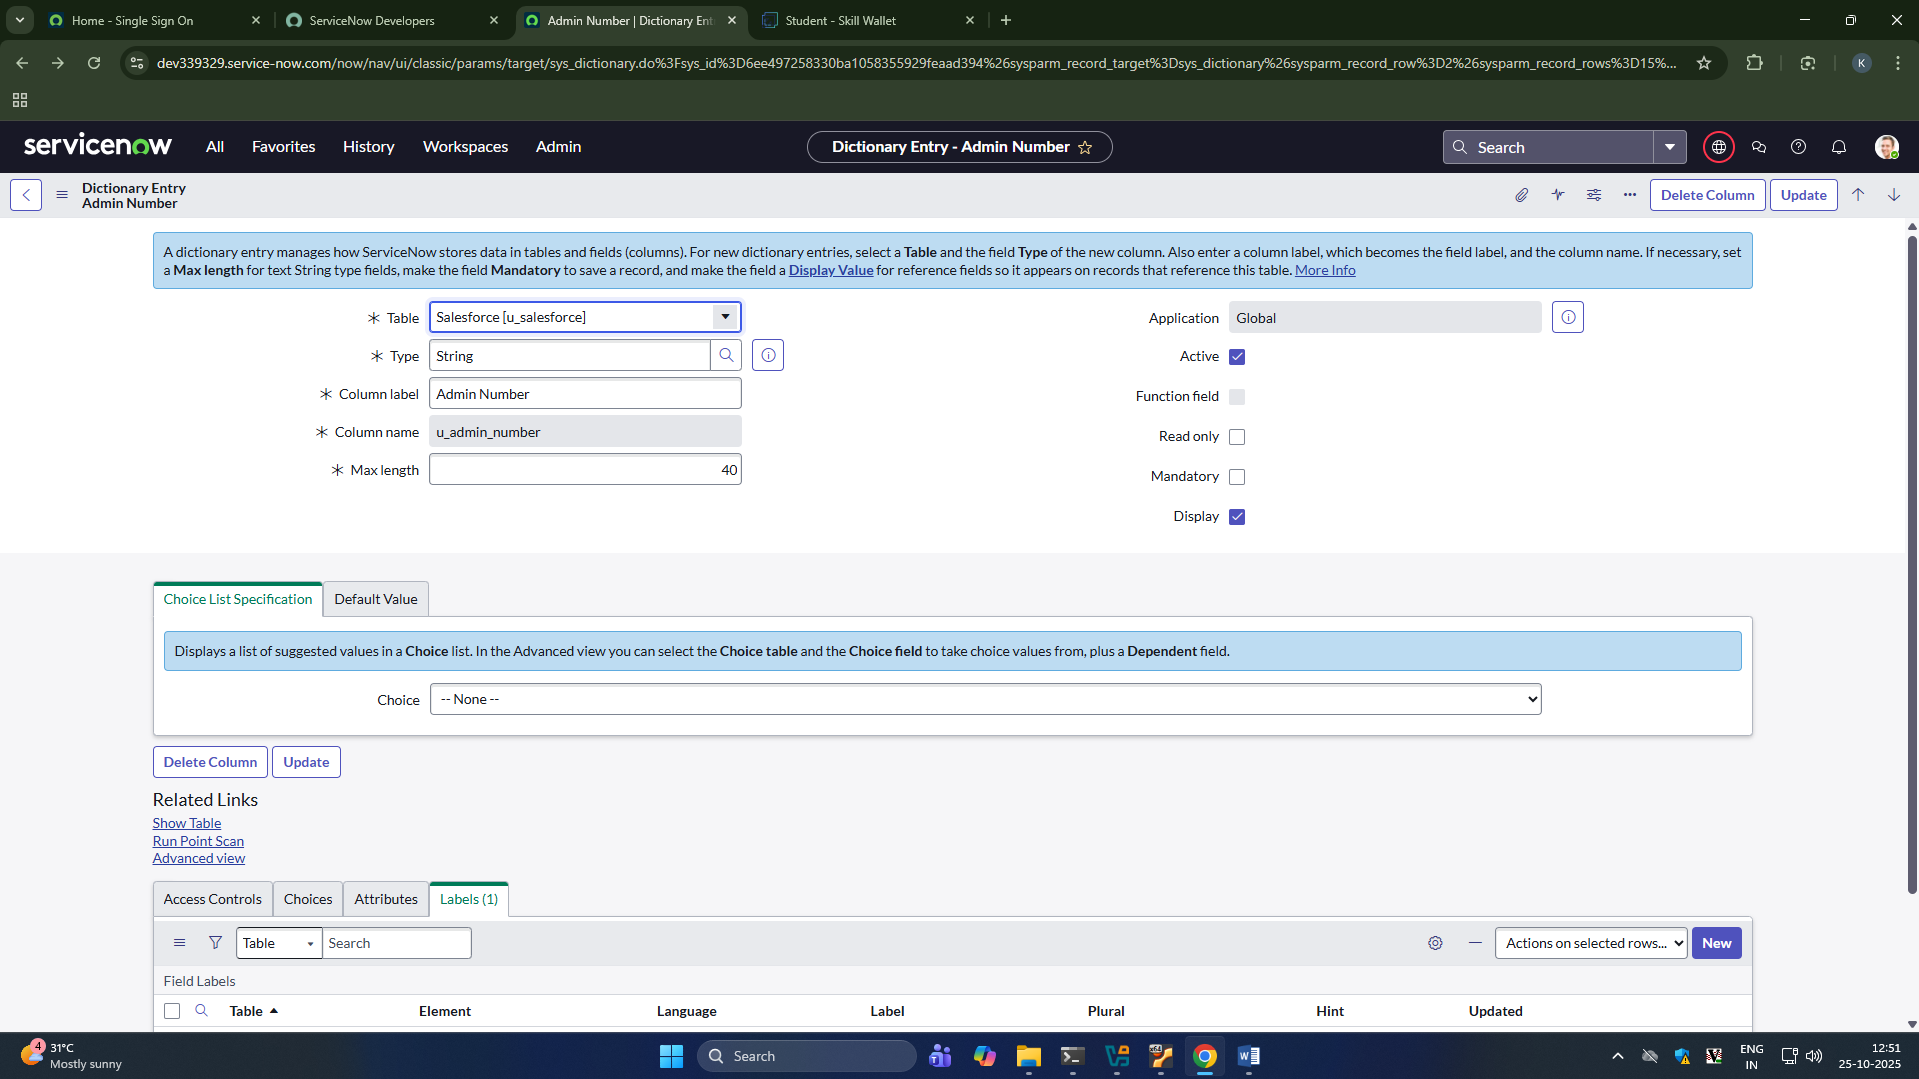 Home - Single Sign On
ServiceNow Developers
Admin Number | Dictionary Ent
Student - Skill Wallet
dev339329.service-now.com/now/nav/ui/classic/params/target/sys_dictionary.do%3Fsys_id%3D6ee497258330ba1058355929feaad394%26sysparm_record_target%3Dsys_dictionary%26sysparm_record_row%3D2%26sysparm_record_rows%3D15%...
K
servicenow
All
Favorites
History
Workspaces
Admin
Dictionary Entry - Admin Number
Search
Dictionary Entry
Admin Number
Delete Column
Update
A dictionary entry manages how ServiceNow stores data in tables and fields (columns). For new dictionary entries, select a Table and the field Type of the new column. Also enter a column label, which becomes the field label, and the column name. If necessary, set
a Max length for text String type fields, make the field Mandatory to save a record, and make the field a Display Value for reference fields so it appears on records that reference this table. More Info
Table
Salesforce [u_salesforce]
Application
Global
Type
String
Active
Column label
Admin Number
Function field
Column name
u_admin_number
Read only
Max length
40
Mandatory
Display
Choice List Specification
Default Value
Displays a list of suggested values in a Choice list. In the Advanced view you can select the Choice table and the Choice field to take choice values from, plus a Dependent field.
Choice
-- None --
Delete Column
Update
Related Links
Show Table
Run Point Scan
Advanced view
Access Controls
Choices
Attributes
Labels (1)
Table
Search
Actions on selected rows...
New
Field Labels
Table
Element
Language
Label
Plural
Hint
Updated
4
31°C
Mostly sunny
Search
ENG
IN
12:51
25-10-2025